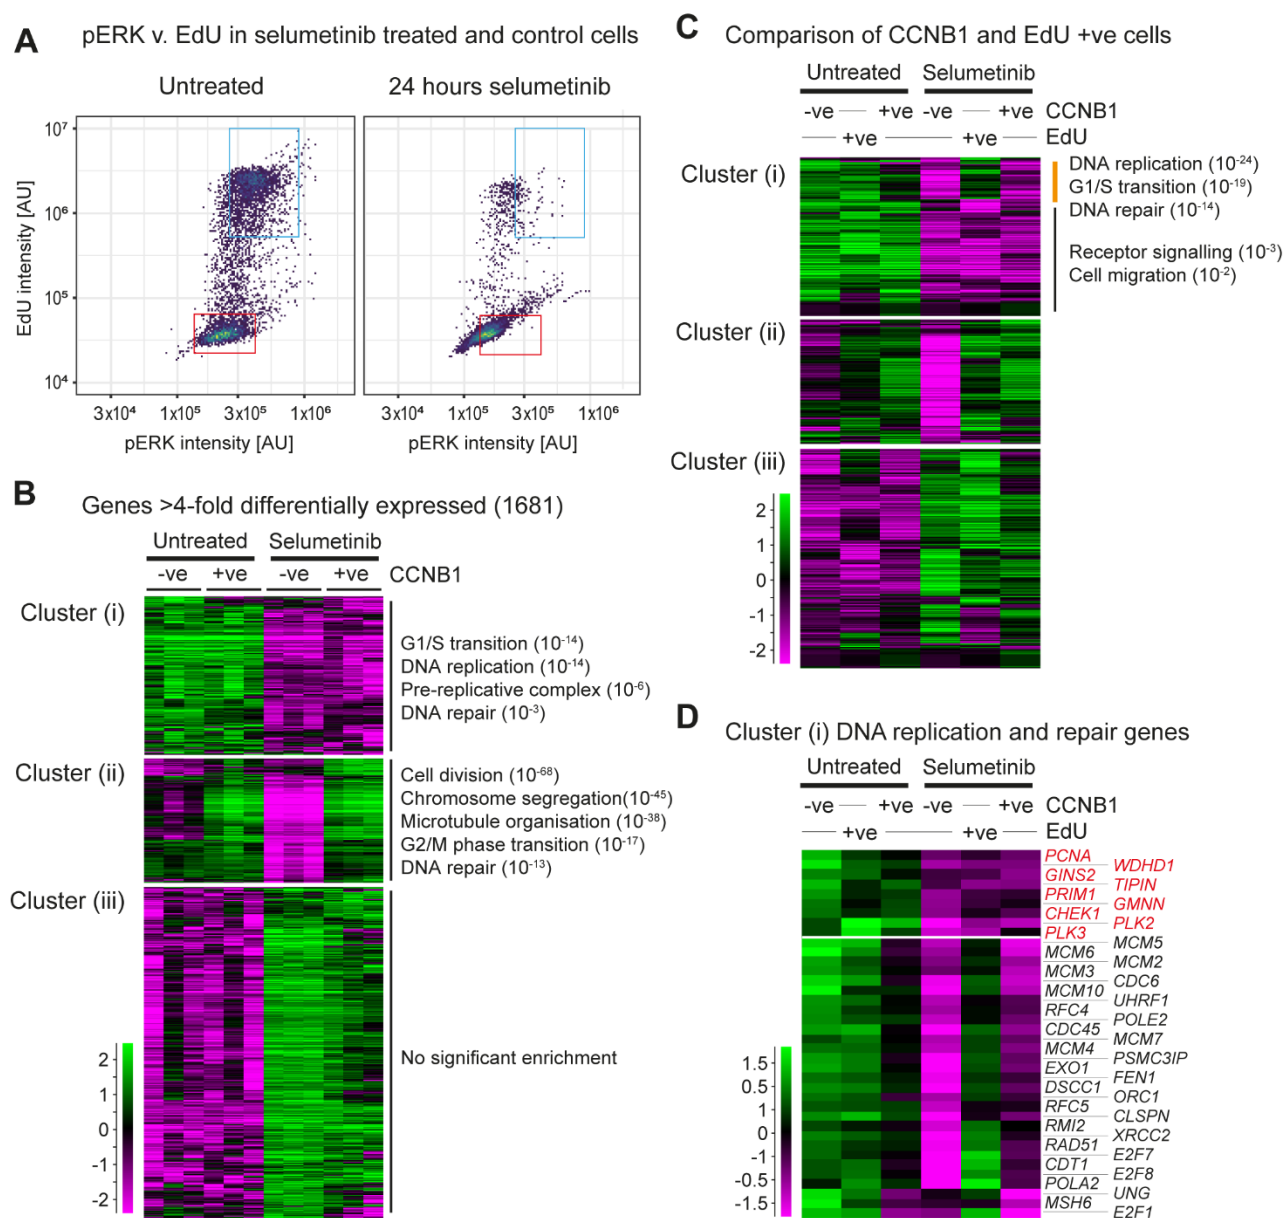 A
pERK v. EdU in selumetinib treated and control cells
Untreated
24 hours selumetinib
EdU intensity [AU]
10⁷
10⁶
10⁵
10⁴
3x10⁴ 1x10⁵ 3x10⁵ 1x10⁶
3x10⁴ 1x10⁵ 3x10⁵ 1x10⁶
pERK intensity [AU]
pERK intensity [AU]
B
Genes >4-fold differentially expressed (1681)
Untreated Selumetinib
-ve +ve -ve +ve CCNB1
Cluster (i)
G1/S transition (10⁻¹⁴)
DNA replication (10⁻¹⁴)
Pre-replicative complex (10⁻⁶)
DNA repair (10⁻³)
Cluster (ii)
Cell division (10⁻⁶⁸)
Chromosome segregation(10⁻⁴⁵)
Microtubule organisation (10⁻³⁸)
G2/M phase transition (10⁻¹⁷)
DNA repair (10⁻¹³)
Cluster (iii)
No significant enrichment
2
1
0
-1
-2
C
Comparison of CCNB1 and EdU +ve cells
Untreated Selumetinib
-ve +ve -ve +ve CCNB1
+ve +ve EdU
Cluster (i)
DNA replication (10⁻²⁴)
G1/S transition (10⁻¹⁹)
DNA repair (10⁻¹⁴)
Receptor signalling (10⁻³)
Cell migration (10⁻²)
Cluster (ii)
Cluster (iii)
2
1
0
-1
-2
D
Cluster (i) DNA replication and repair genes
Untreated Selumetinib
-ve +ve -ve +ve CCNB1
+ve +ve EdU
PCNA
WDHD1
GINS2
TIPIN
PRIM1
GMNN
CHEK1
PLK2
PLK3
MCM5
MCM6
MCM2
MCM3
CDC6
MCM10
UHRF1
RFC4
POLE2
CDC45
MCM7
MCM4
PSMC3IP
EXO1
FEN1
DSCC1
ORC1
RFC5
CLSPN
RMI2
XRCC2
RAD51
E2F7
CDT1
E2F8
POLA2
UNG
MSH6
E2F1
1.5
0.5
1
0
-1
-0.5
-1.5